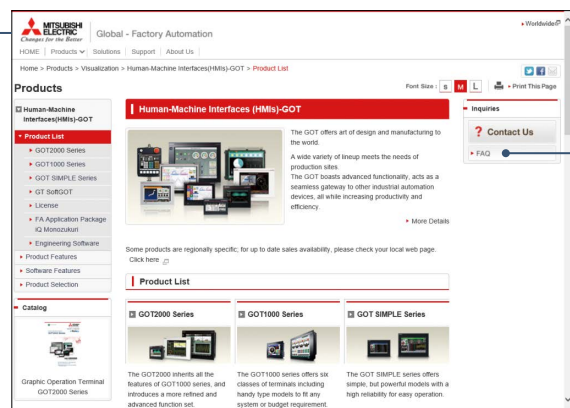 MITSUBISHI
ELECTRIC
Changes for the Better
Global - Factory Automation
Worldwide
HOME Products Solutions Support About Us
Home > Products > Visualization > Human-Machine Interfaces(HMIs)-GOT > Product List
Products
Font Size : S M L Print This Page
Human-Machine
Interfaces(HMIs)-GOT
Product List
GOT2000 Series
GOT1000 Series
GOT SIMPLE Series
GT SoftGOT
License
FA Application Package
iQ Monozukuri
Engineering Software
Product Features
Software Features
Product Selection
Catalog
Graphic Operation Terminal
GOT2000 Series
Human-Machine Interfaces (HMIs)-GOT
The GOT offers art of design and manufacturing to
the world.
A wide variety of lineup meets the needs of
production sites.
The GOT boasts advanced functionality, acts as a
seamless gateway to other industrial automation
devices, all while increasing productivity and
efficiency.
More Details
Some products are regionally specific; for up to date sales availability, please check your local web page.
Click here
Product List
GOT2000 Series
The GOT2000 inherits all the
features of GOT1000 series, and
introduces a more refined and
advanced function set.
GOT1000 Series
The GOT1000 series offers six
classes of terminals including
handy type models to fit any
system or budget requirement.
GOT SIMPLE Series
The GOT SIMPLE series offers
simple, but powerful models with a
high reliability for easy operation.
Inquiries
? Contact Us
FAQ